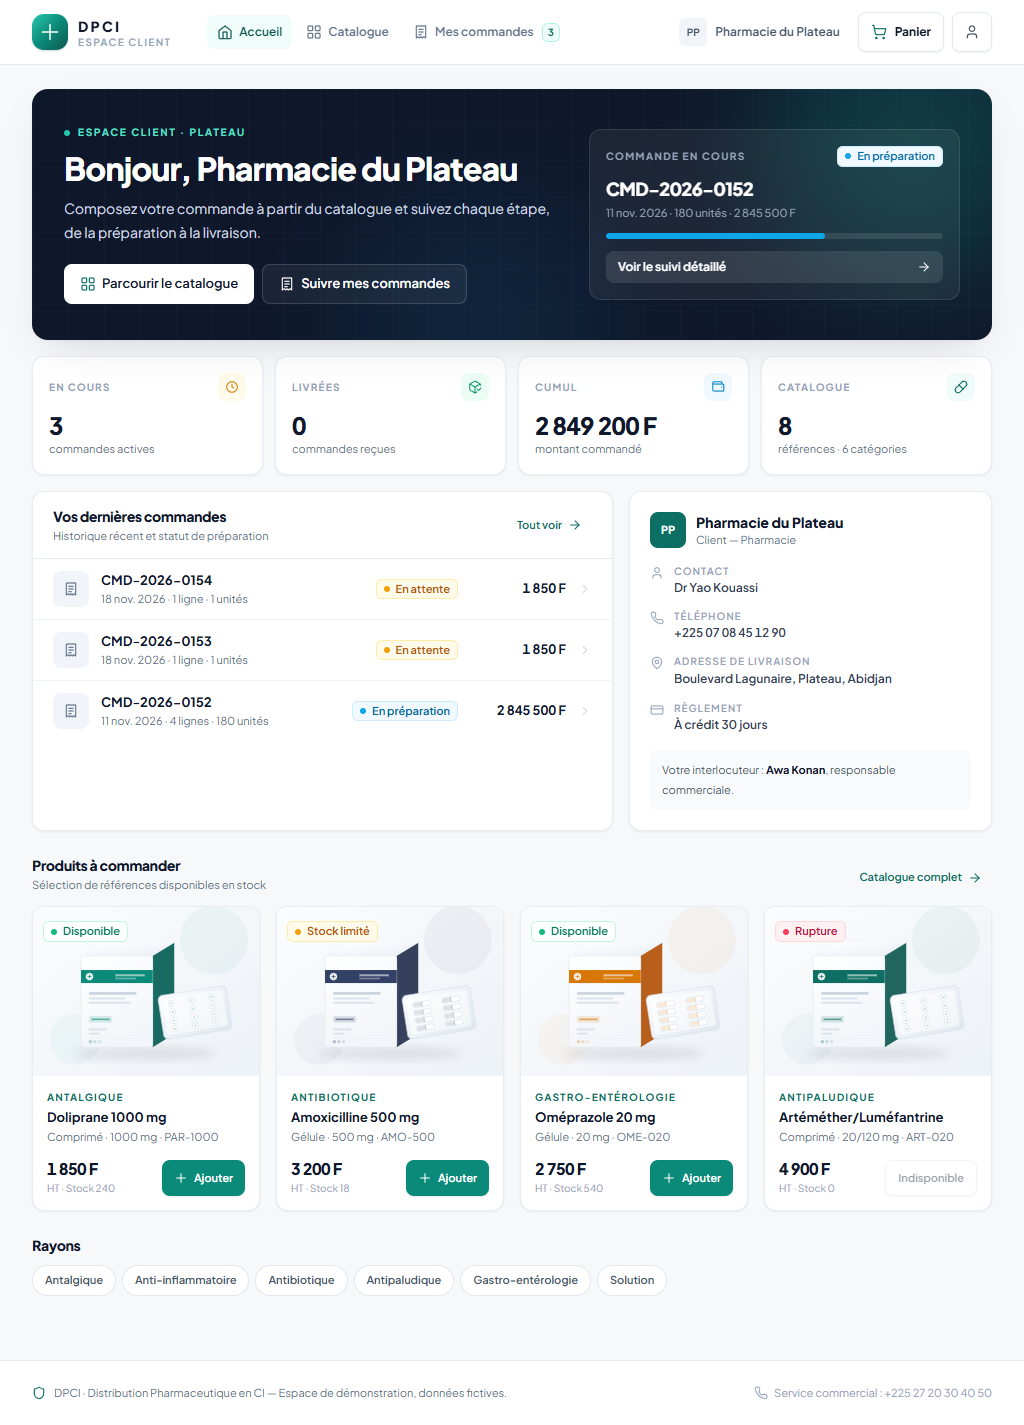 DPCI
ESPACE CLIENT
Accueil
Catalogue
Mes commandes 3
PP Pharmacie du Plateau
Panier
ESPACE CLIENT · PLATEAU
Bonjour, Pharmacie du Plateau
Composez votre commande à partir du catalogue et suivez chaque étape,
de la préparation à la livraison.
Parcourir le catalogue
Suivre mes commandes
COMMANDE EN COURS
En préparation
CMD-2026-0152
11 nov. 2026 · 180 unités · 2 845 500 F
Voir le suivi détaillé
EN COURS
3
commandes actives
LIVRÉES
0
commandes reçues
CUMUL
2 849 200 F
montant commandé
CATALOGUE
8
références · 6 catégories
Vos dernières commandes
Historique récent et statut de préparation
Tout voir
CMD-2026-0154
18 nov. 2026 · 1 ligne · 1 unités
En attente
1 850 F
CMD-2026-0153
18 nov. 2026 · 1 ligne · 1 unités
En attente
1 850 F
CMD-2026-0152
11 nov. 2026 · 4 lignes · 180 unités
En préparation
2 845 500 F
PP
Pharmacie du Plateau
Client — Pharmacie
CONTACT
Dr Yao Kouassi
TÉLÉPHONE
+225 07 08 45 12 90
ADRESSE DE LIVRAISON
Boulevard Lagunaire, Plateau, Abidjan
RÈGLEMENT
À crédit 30 jours
Votre interlocuteur : Awa Konan, responsable
commerciale.
Produits à commander
Sélection de références disponibles en stock
Catalogue complet
Disponible
ANTALGIQUE
Doliprane 1000 mg
Comprimé · 1000 mg · PAR-1000
1 850 F
HT · Stock 240
Ajouter
Stock limité
ANTIBIOTIQUE
Amoxicilline 500 mg
Gélule · 500 mg · AMO-500
3 200 F
HT · Stock 18
Ajouter
Disponible
GASTRO-ENTÉROLOGIE
Oméprazole 20 mg
Gélule · 20 mg · OME-020
2 750 F
HT · Stock 540
Ajouter
Rupture
ANTIPALUDIQUE
Artéméther/Luméfantrine
Comprimé · 20/120 mg · ART-020
4 900 F
HT · Stock 0
Indisponible
Rayons
Antalgique
Anti-inflammatoire
Antibiotique
Antipaludique
Gastro-entérologie
Solution
DPCI · Distribution Pharmaceutique en CI — Espace de démonstration, données fictives.
Service commercial : +225 27 20 30 40 50